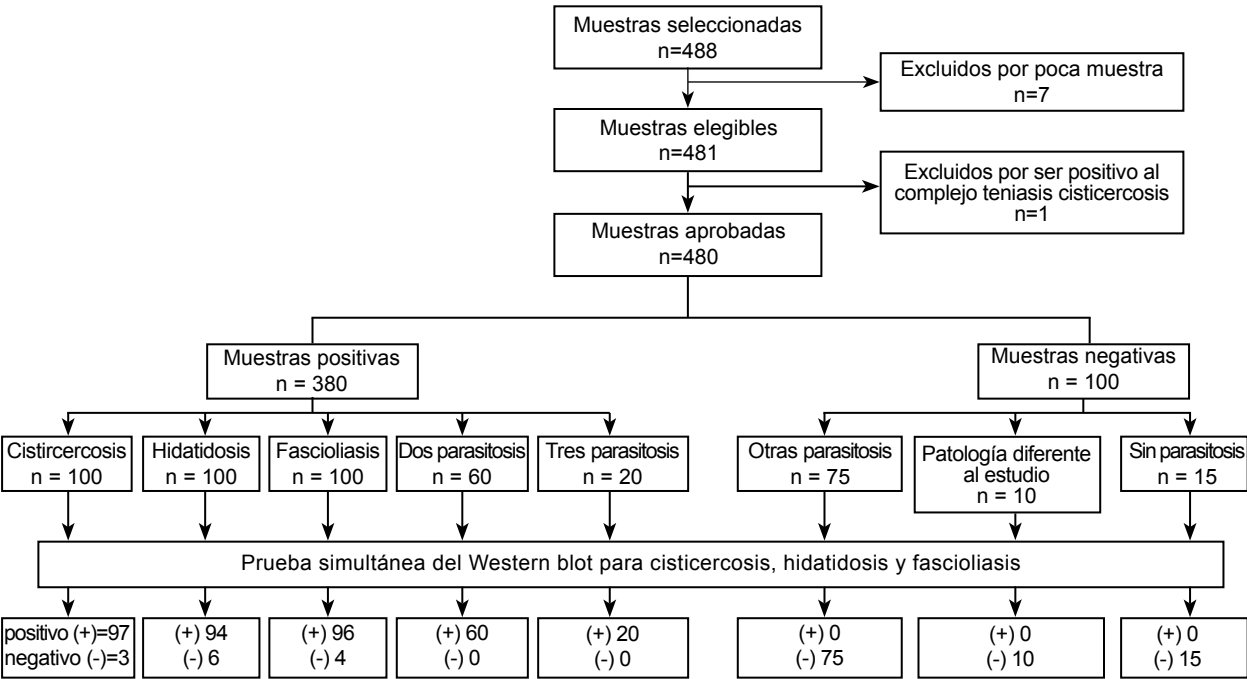 Muestras seleccionadas
n=488
Excluidos por poca muestra
n=7
Muestras elegibles
n=481
Excluidos por ser positivo al
complejo teniasis cisticercosis
n=1
Muestras aprobadas
n=480
Muestras positivas
n = 380
Muestras negativas
n = 100
Cistircercosis
n = 100
Hidatidosis
n = 100
Fascioliasis
n = 100
Dos parasitosis
n = 60
Tres parasitosis
n = 20
Otras parasitosis
n = 75
Patología diferente
al estudio
n = 10
Sin parasitosis
n = 15
Prueba simultánea del Western blot para cisticercosis, hidatidosis y fascioliasis
positivo (+)=97
negativo (-)=3
(+) 94
(-) 6
(+) 96
(-) 4
(+) 60
(-) 0
(+) 20
(-) 0
(+) 0
(-) 75
(+) 0
(-) 10
(+) 0
(-) 15